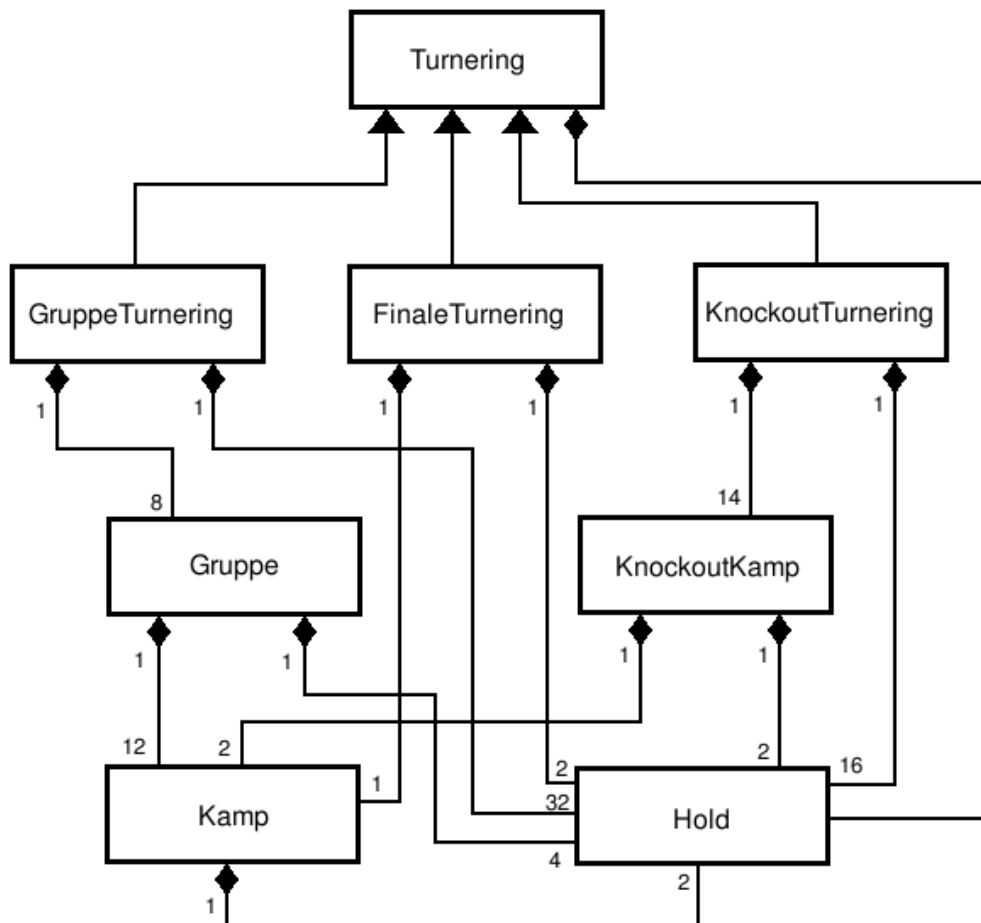 Turnering
GruppeTurnering
FinaleTurnering
KnockoutTurnering
1
1
1
1
1
1
8
14
Gruppe
KnockoutKamp
1
1
1
1
12
2
1
2
32
4
2
16
Kamp
Hold
1
2